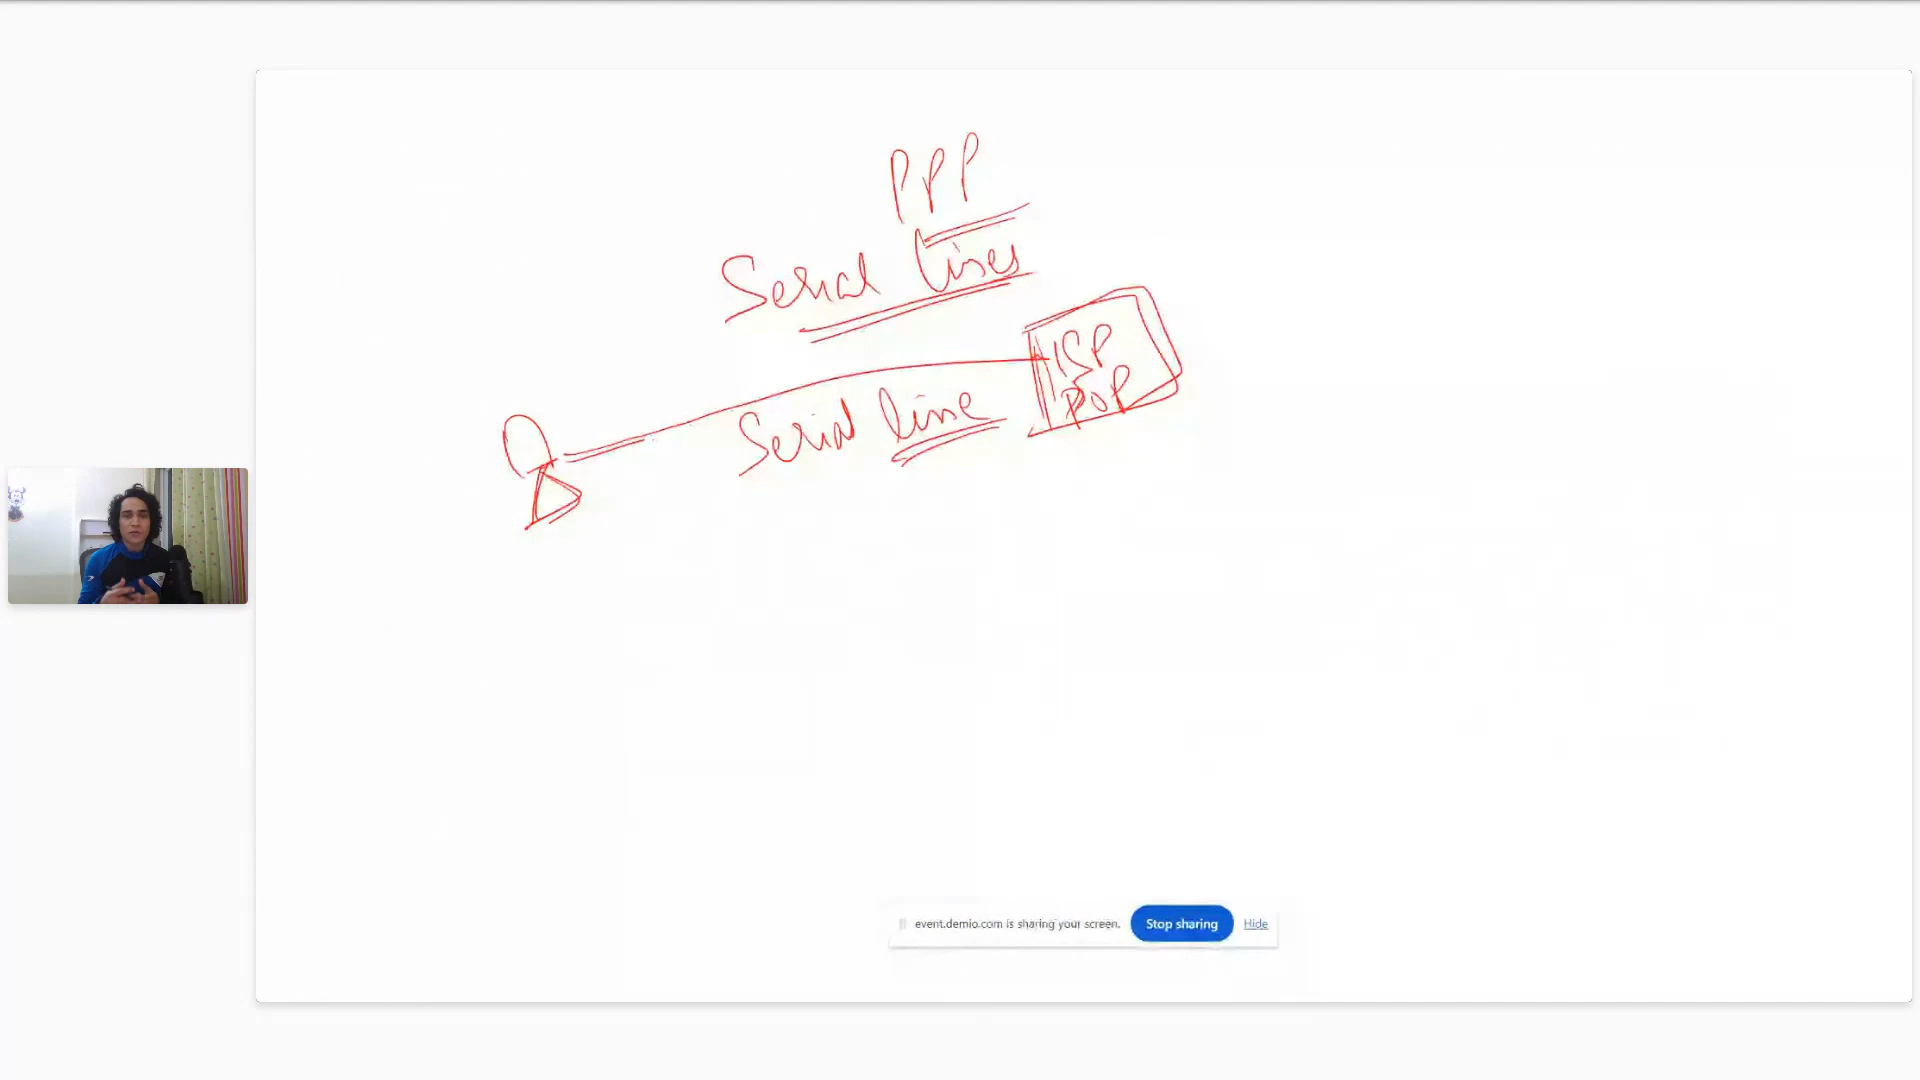 PPP
Serial lines
ISP
POP
Serial line
event.demio.com is sharing your screen. Stop sharing Hide